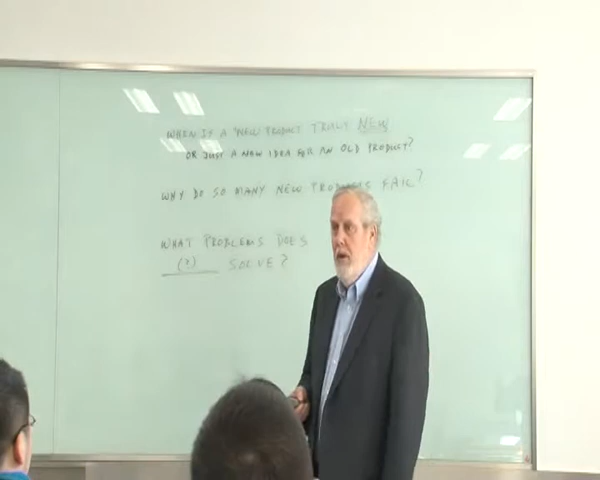 WHEN IS A NEW PRODUCT TRULY NEW
OR JUST A NEW IDEA FOR AN OLD PRODUCT?
WHY DO SO MANY NEW PRODUCTS FAIL?
WHAT PROBLEMS DOES
(?) SOLVE?